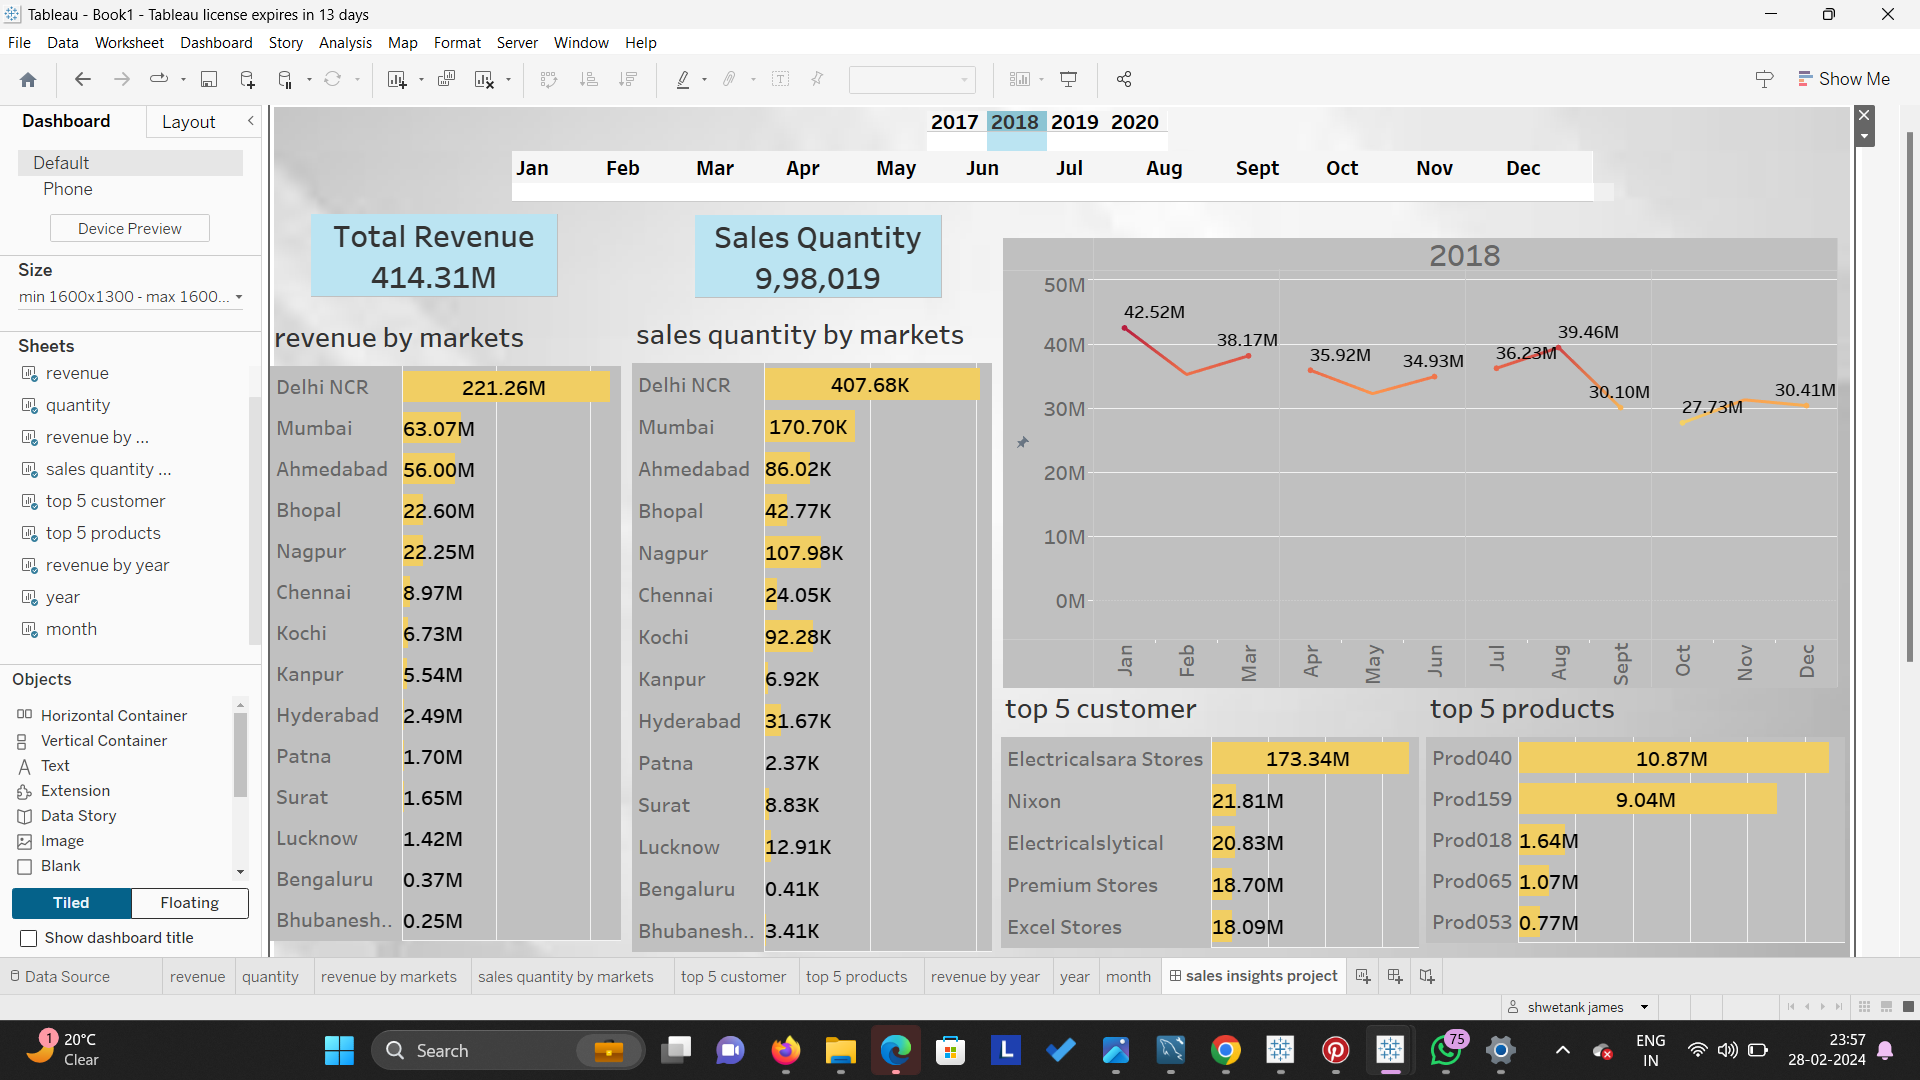 Tableau - Book1 - Tableau license expires in 13 days
File Data Worksheet Dashboard Story Analysis Map Format Server Window Help
Show Me
Dashboard
Layout
Default
Phone
Device Preview
Size
min 1600x1300 - max 1600...
Sheets
revenue
quantity
revenue by ...
sales quantity ...
top 5 customer
top 5 products
revenue by year
year
month
Objects
Horizontal Container
Vertical Container
Text
Extension
Data Story
Image
Blank
Tiled
Floating
Show dashboard title
2017 2018 2019 2020
Jan Feb Mar Apr May Jun Jul Aug Sept Oct Nov Dec
Total Revenue
414.31M
Sales Quantity
9,98,019
revenue by markets
Delhi NCR 221.26M
Mumbai 63.07M
Ahmedabad 56.00M
Bhopal 22.60M
Nagpur 22.25M
Chennai 8.97M
Kochi 6.73M
Kanpur 5.54M
Hyderabad 2.49M
Patna 1.70M
Surat 1.65M
Lucknow 1.42M
Bengaluru 0.37M
Bhubanesh.. 0.25M
sales quantity by markets
Delhi NCR 407.68K
Mumbai 170.70K
Ahmedabad 86.02K
Bhopal 42.77K
Nagpur 107.98K
Chennai 24.05K
Kochi 92.28K
Kanpur 6.92K
Hyderabad 31.67K
Patna 2.37K
Surat 8.83K
Lucknow 12.91K
Bengaluru 0.41K
Bhubanesh.. 3.41K
2018
50M
40M
30M
20M
10M
0M
42.52M
38.17M
35.92M
34.93M
36.23M
39.46M
30.10M
27.73M
30.41M
Jan Feb Mar Apr May Jun Jul Aug Sept Oct Nov Dec
top 5 customer
Electricalsara Stores 173.34M
Nixon 21.81M
Electricalslytical 20.83M
Premium Stores 18.70M
Excel Stores 18.09M
top 5 products
Prod040 10.87M
Prod159 9.04M
Prod018 1.64M
Prod065 1.07M
Prod053 0.77M
Data Source revenue quantity revenue by markets sales quantity by markets top 5 customer top 5 products revenue by year year month sales insights project
shwetank james
1
20°C
Clear
Search
L
75
ENG
IN
23:57
28-02-2024